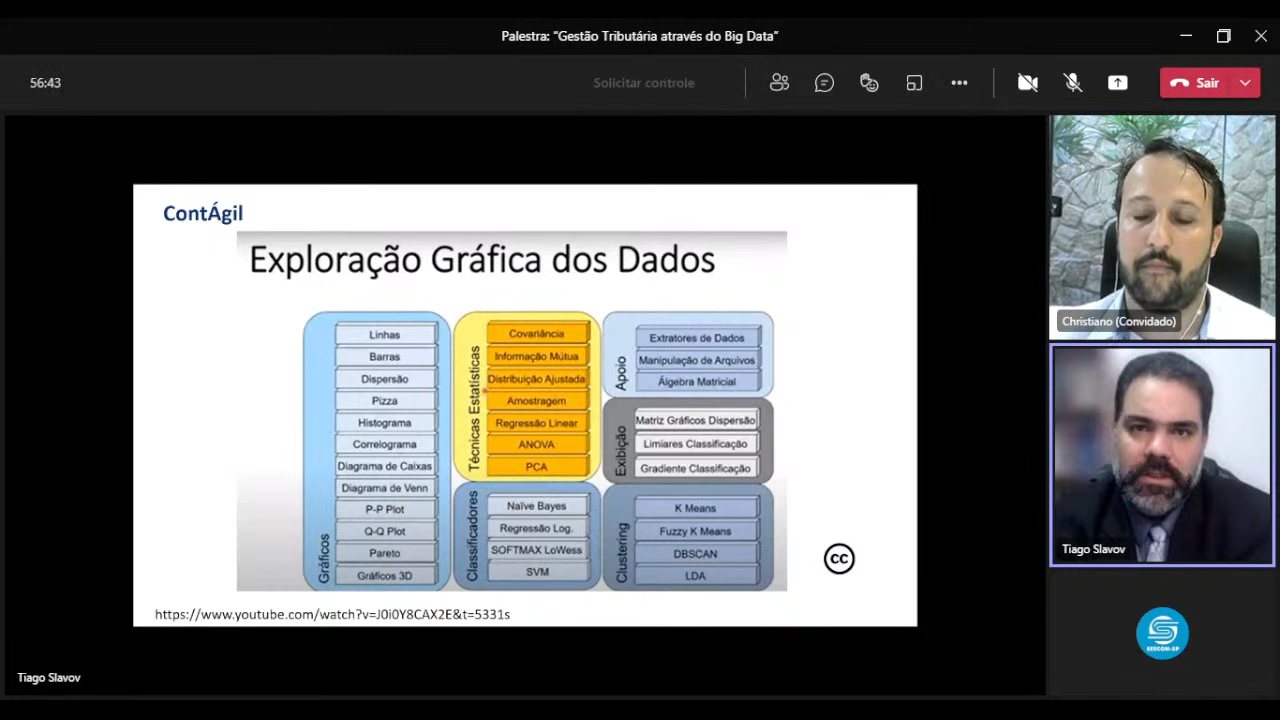 Palestra: "Gestão Tributária através do Big Data"
56:43
Solicitar controle
Sair
ContÁgil
Exploração Gráfica dos Dados
Gráficos
Linhas
Barras
Dispersão
Pizza
Histograma
Correlograma
Diagrama de Caixas
Diagrama de Venn
P-P Plot
Q-Q Plot
Pareto
Gráficos 3D
Técnicas Estatísticas
Covariância
Informação Mútua
Distribuição Ajustada
Amostragem
Regressão Linear
ANOVA
PCA
Classificadores
Naïve Bayes
Regressão Log.
SOFTMAX LoWess
SVM
Apoio
Extratores de Dados
Manipulação de Arquivos
Álgebra Matricial
Exibição
Matriz Gráficos Dispersão
Limiares Classificação
Gradiente Classificação
Clustering
K Means
Fuzzy K Means
DBSCAN
LDA
cc
https://www.youtube.com/watch?v=J0i0Y8CAX2E&t=5331s
Christiano (Convidado)
Tiago Slavov
SESCON-SP
Tiago Slavov